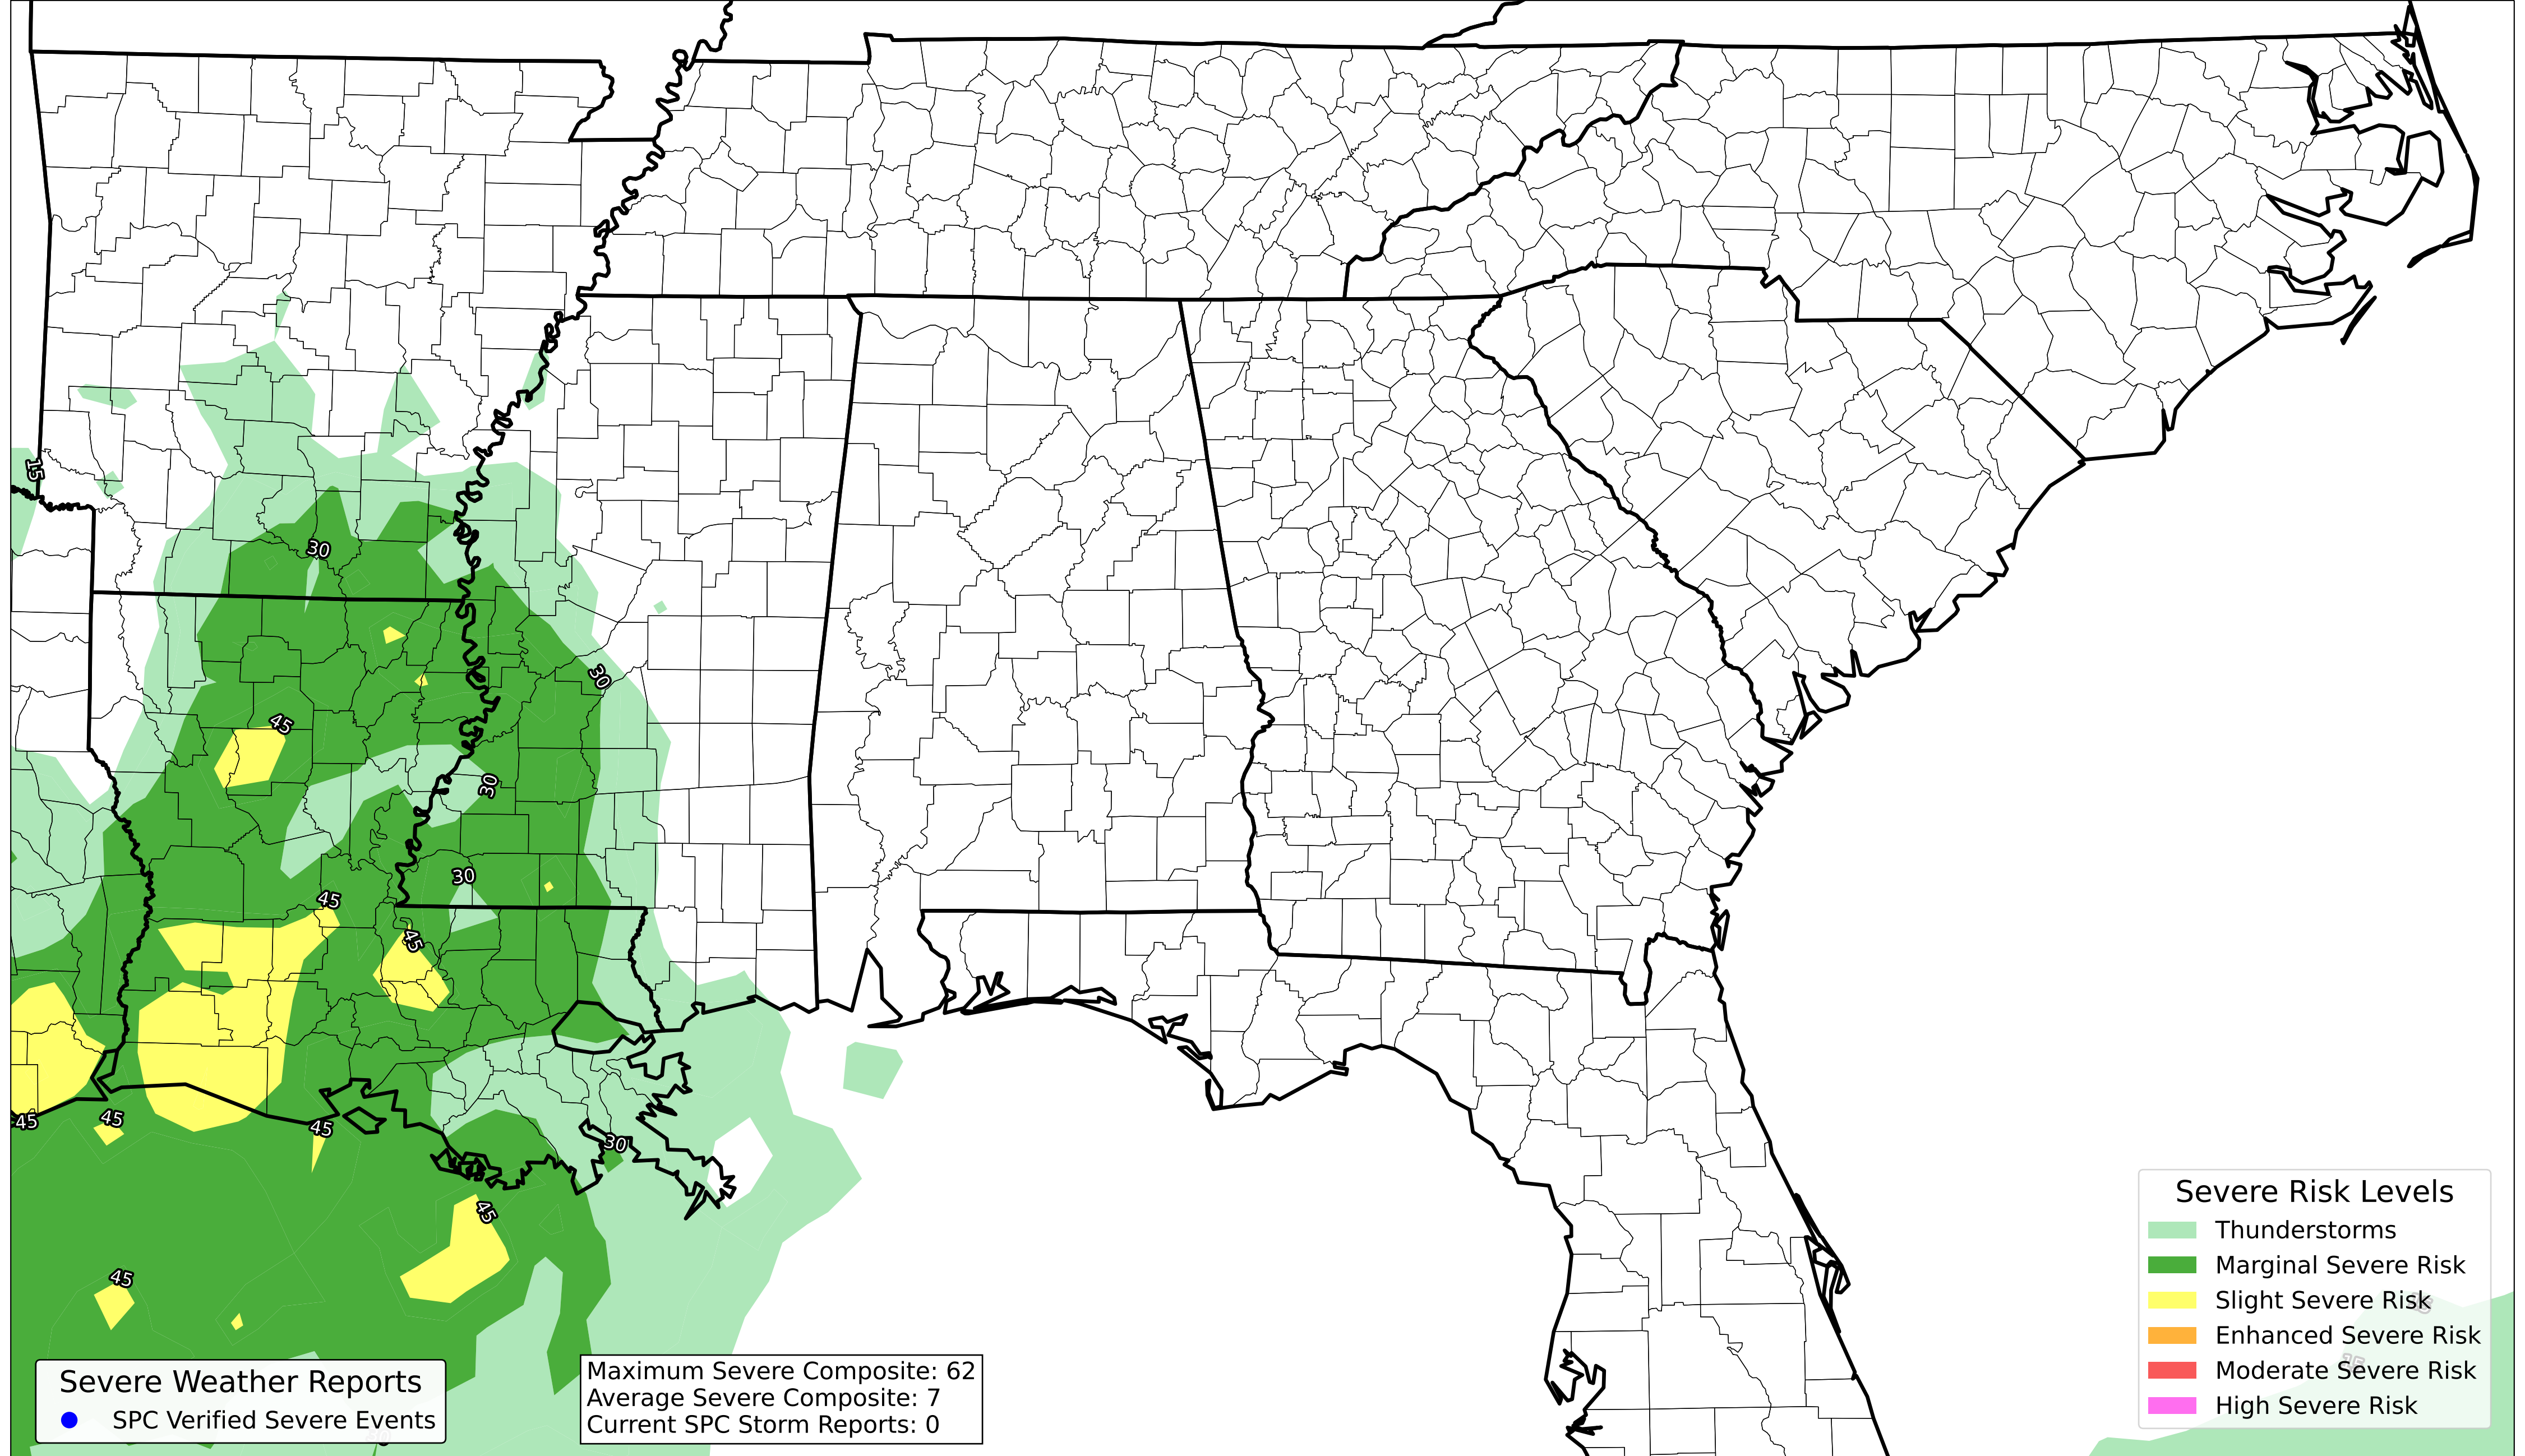 15
30
30
45
30
30
45
45
45
45
45
30
45
45
Severe Risk Levels
Thunderstorms
Marginal Severe Risk
Slight Severe Risk
Enhanced Severe Risk
Moderate Severe Risk
High Severe Risk
Severe Weather Reports
SPC Verified Severe Events
Maximum Severe Composite: 62
Average Severe Composite: 7
Current SPC Storm Reports: 0